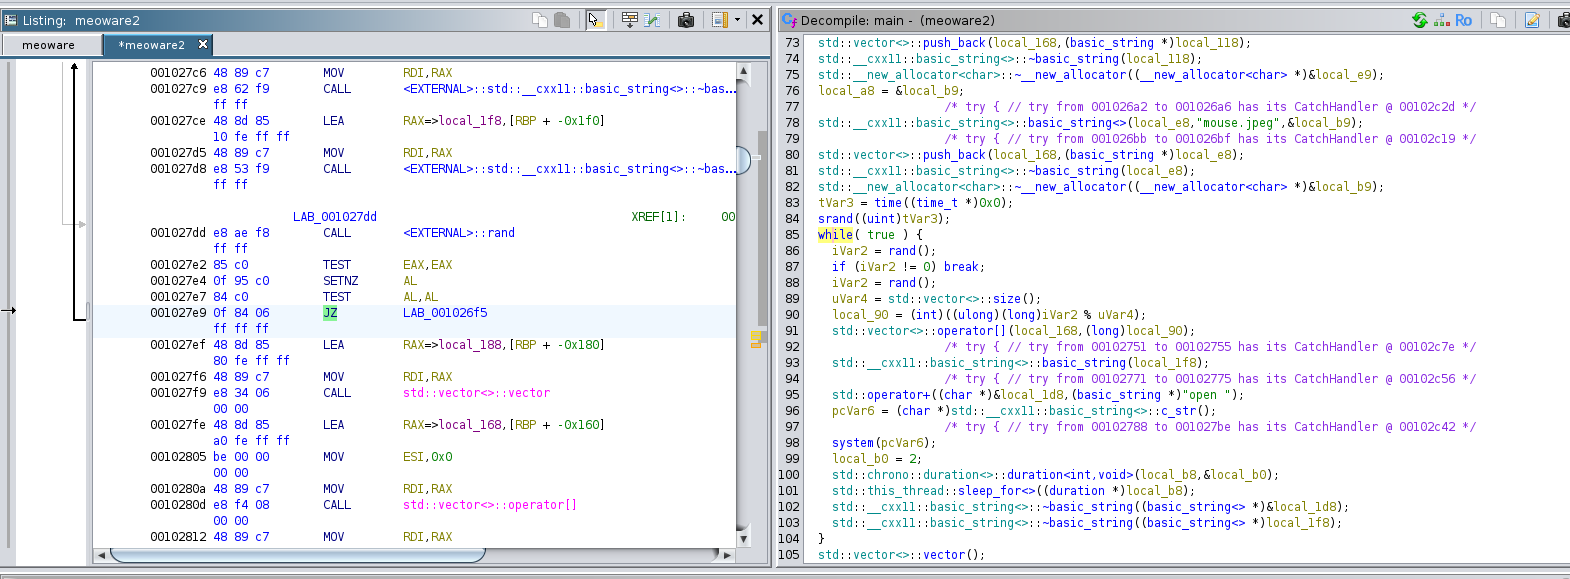 Listing: meoware2
meoware
*meoware2
001027c6 48 89 c7 MOV RDI,RAX
001027c9 e8 62 f9 CALL <EXTERNAL>::std::__cxx11::basic_string<>::~bas...
ff ff
001027ce 48 8d 85 LEA RAX=>local_1f8,[RBP + -0x1f0]
10 fe ff ff
001027d5 48 89 c7 MOV RDI,RAX
001027d8 e8 53 f9 CALL <EXTERNAL>::std::__cxx11::basic_string<>::~bas...
ff ff
LAB_001027dd XREF[1]: 00
001027dd e8 ae f8 CALL <EXTERNAL>::rand
ff ff
001027e2 85 c0 TEST EAX,EAX
001027e4 0f 95 c0 SETNZ AL
001027e7 84 c0 TEST AL,AL
001027e9 0f 84 06 JZ LAB_001026f5
ff ff ff
001027ef 48 8d 85 LEA RAX=>local_188,[RBP + -0x180]
80 fe ff ff
001027f6 48 89 c7 MOV RDI,RAX
001027f9 e8 34 06 CALL std::vector<>::vector
00 00
001027fe 48 8d 85 LEA RAX=>local_168,[RBP + -0x160]
a0 fe ff ff
00102805 be 00 00 MOV ESI,0x0
00 00
0010280a 48 89 c7 MOV RDI,RAX
0010280d e8 f4 08 CALL std::vector<>::operator[]
00 00
00102812 48 89 c7 MOV RDI,RAX
Decompile: main - (meoware2)
Ro
73 std::vector<>::push_back(local_168,(basic_string *)local_118);
74 std::__cxx11::basic_string<>::~basic_string(local_118);
75 std::__new_allocator<char>::~__new_allocator((__new_allocator<char> *)&local_e9);
76 local_a8 = &local_b9;
77 /* try { // try from 001026a2 to 001026a6 has its CatchHandler @ 00102c2d */
78 std::__cxx11::basic_string<>::basic_string<>(local_e8,"mouse.jpeg",&local_b9);
79 /* try { // try from 001026bb to 001026bf has its CatchHandler @ 00102c19 */
80 std::vector<>::push_back(local_168,(basic_string *)local_e8);
81 std::__cxx11::basic_string<>::~basic_string(local_e8);
82 std::__new_allocator<char>::~__new_allocator((__new_allocator<char> *)&local_b9);
83 tVar3 = time((time_t *)0x0);
84 srand((uint)tVar3);
85 while( true ) {
86 iVar2 = rand();
87 if (iVar2 != 0) break;
88 iVar2 = rand();
89 uVar4 = std::vector<>::size();
90 local_90 = (int)((ulong)(long)iVar2 % uVar4);
91 std::vector<>::operator[](local_168,(long)local_90);
92 /* try { // try from 00102751 to 00102755 has its CatchHandler @ 00102c7e */
93 std::__cxx11::basic_string<>::basic_string(local_1f8);
94 /* try { // try from 00102771 to 00102775 has its CatchHandler @ 00102c56 */
95 std::operator+((char *)&local_1d8,(basic_string *)"open ");
96 pcVar6 = (char *)std::__cxx11::basic_string<>::c_str();
97 /* try { // try from 00102788 to 001027be has its CatchHandler @ 00102c42 */
98 system(pcVar6);
99 local_b0 = 2;
100 std::chrono::duration<>::duration<int,void>(local_b8,&local_b0);
101 std::this_thread::sleep_for<>((duration *)local_b8);
102 std::__cxx11::basic_string<>::~basic_string((basic_string<> *)&local_1d8);
103 std::__cxx11::basic_string<>::~basic_string((basic_string<> *)local_1f8);
104 }
105 std::vector<>::vector();